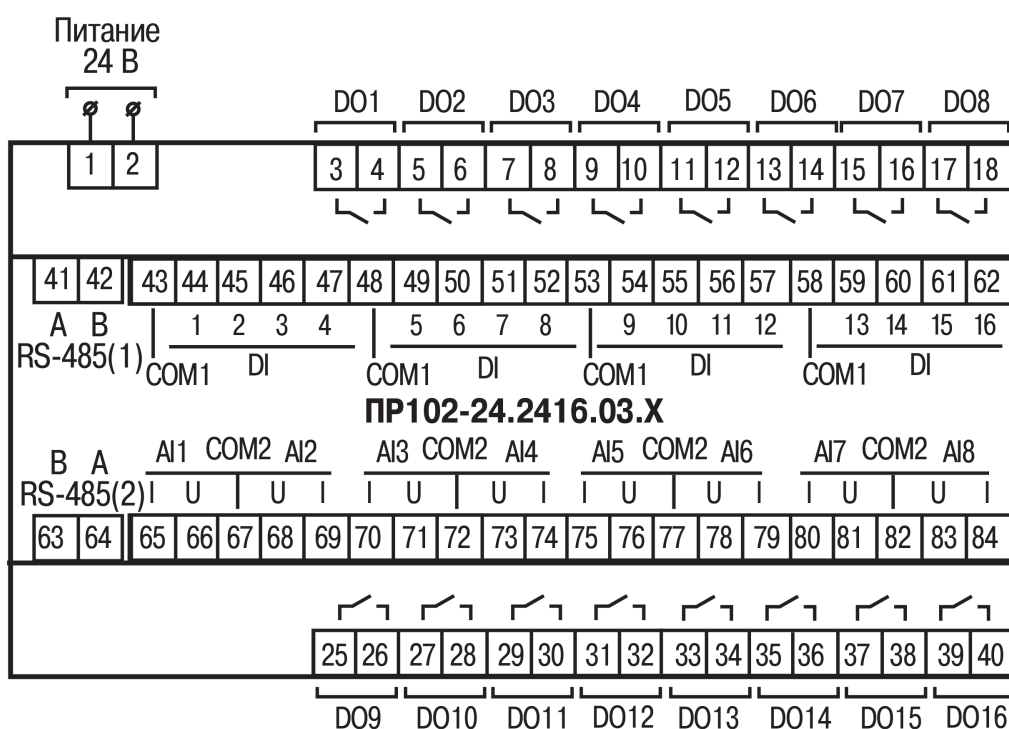 Питание
24 В
DO1 DO2 DO3 DO4 DO5 DO6 DO7 DO8
1 2 3 4 5 6 7 8 9 10 11 12 13 14 15 16 17 18
41 42 43 44 45 46 47 48 49 50 51 52 53 54 55 56 57 58 59 60 61 62
A B 1 2 3 4 5 6 7 8 9 10 11 12 13 14 15 16
RS-485(1) COM1 DI COM1 DI COM1 DI COM1 DI
ПР102-24.2416.03.X
B A AI1 COM2 AI2 AI3 COM2 AI4 AI5 COM2 AI6 AI7 COM2 AI8
RS-485(2) I U U I I U U I I U U I I U U I
63 64 65 66 67 68 69 70 71 72 73 74 75 76 77 78 79 80 81 82 83 84
25 26 27 28 29 30 31 32 33 34 35 36 37 38 39 40
DO9 DO10 DO11 DO12 DO13 DO14 DO15 DO16